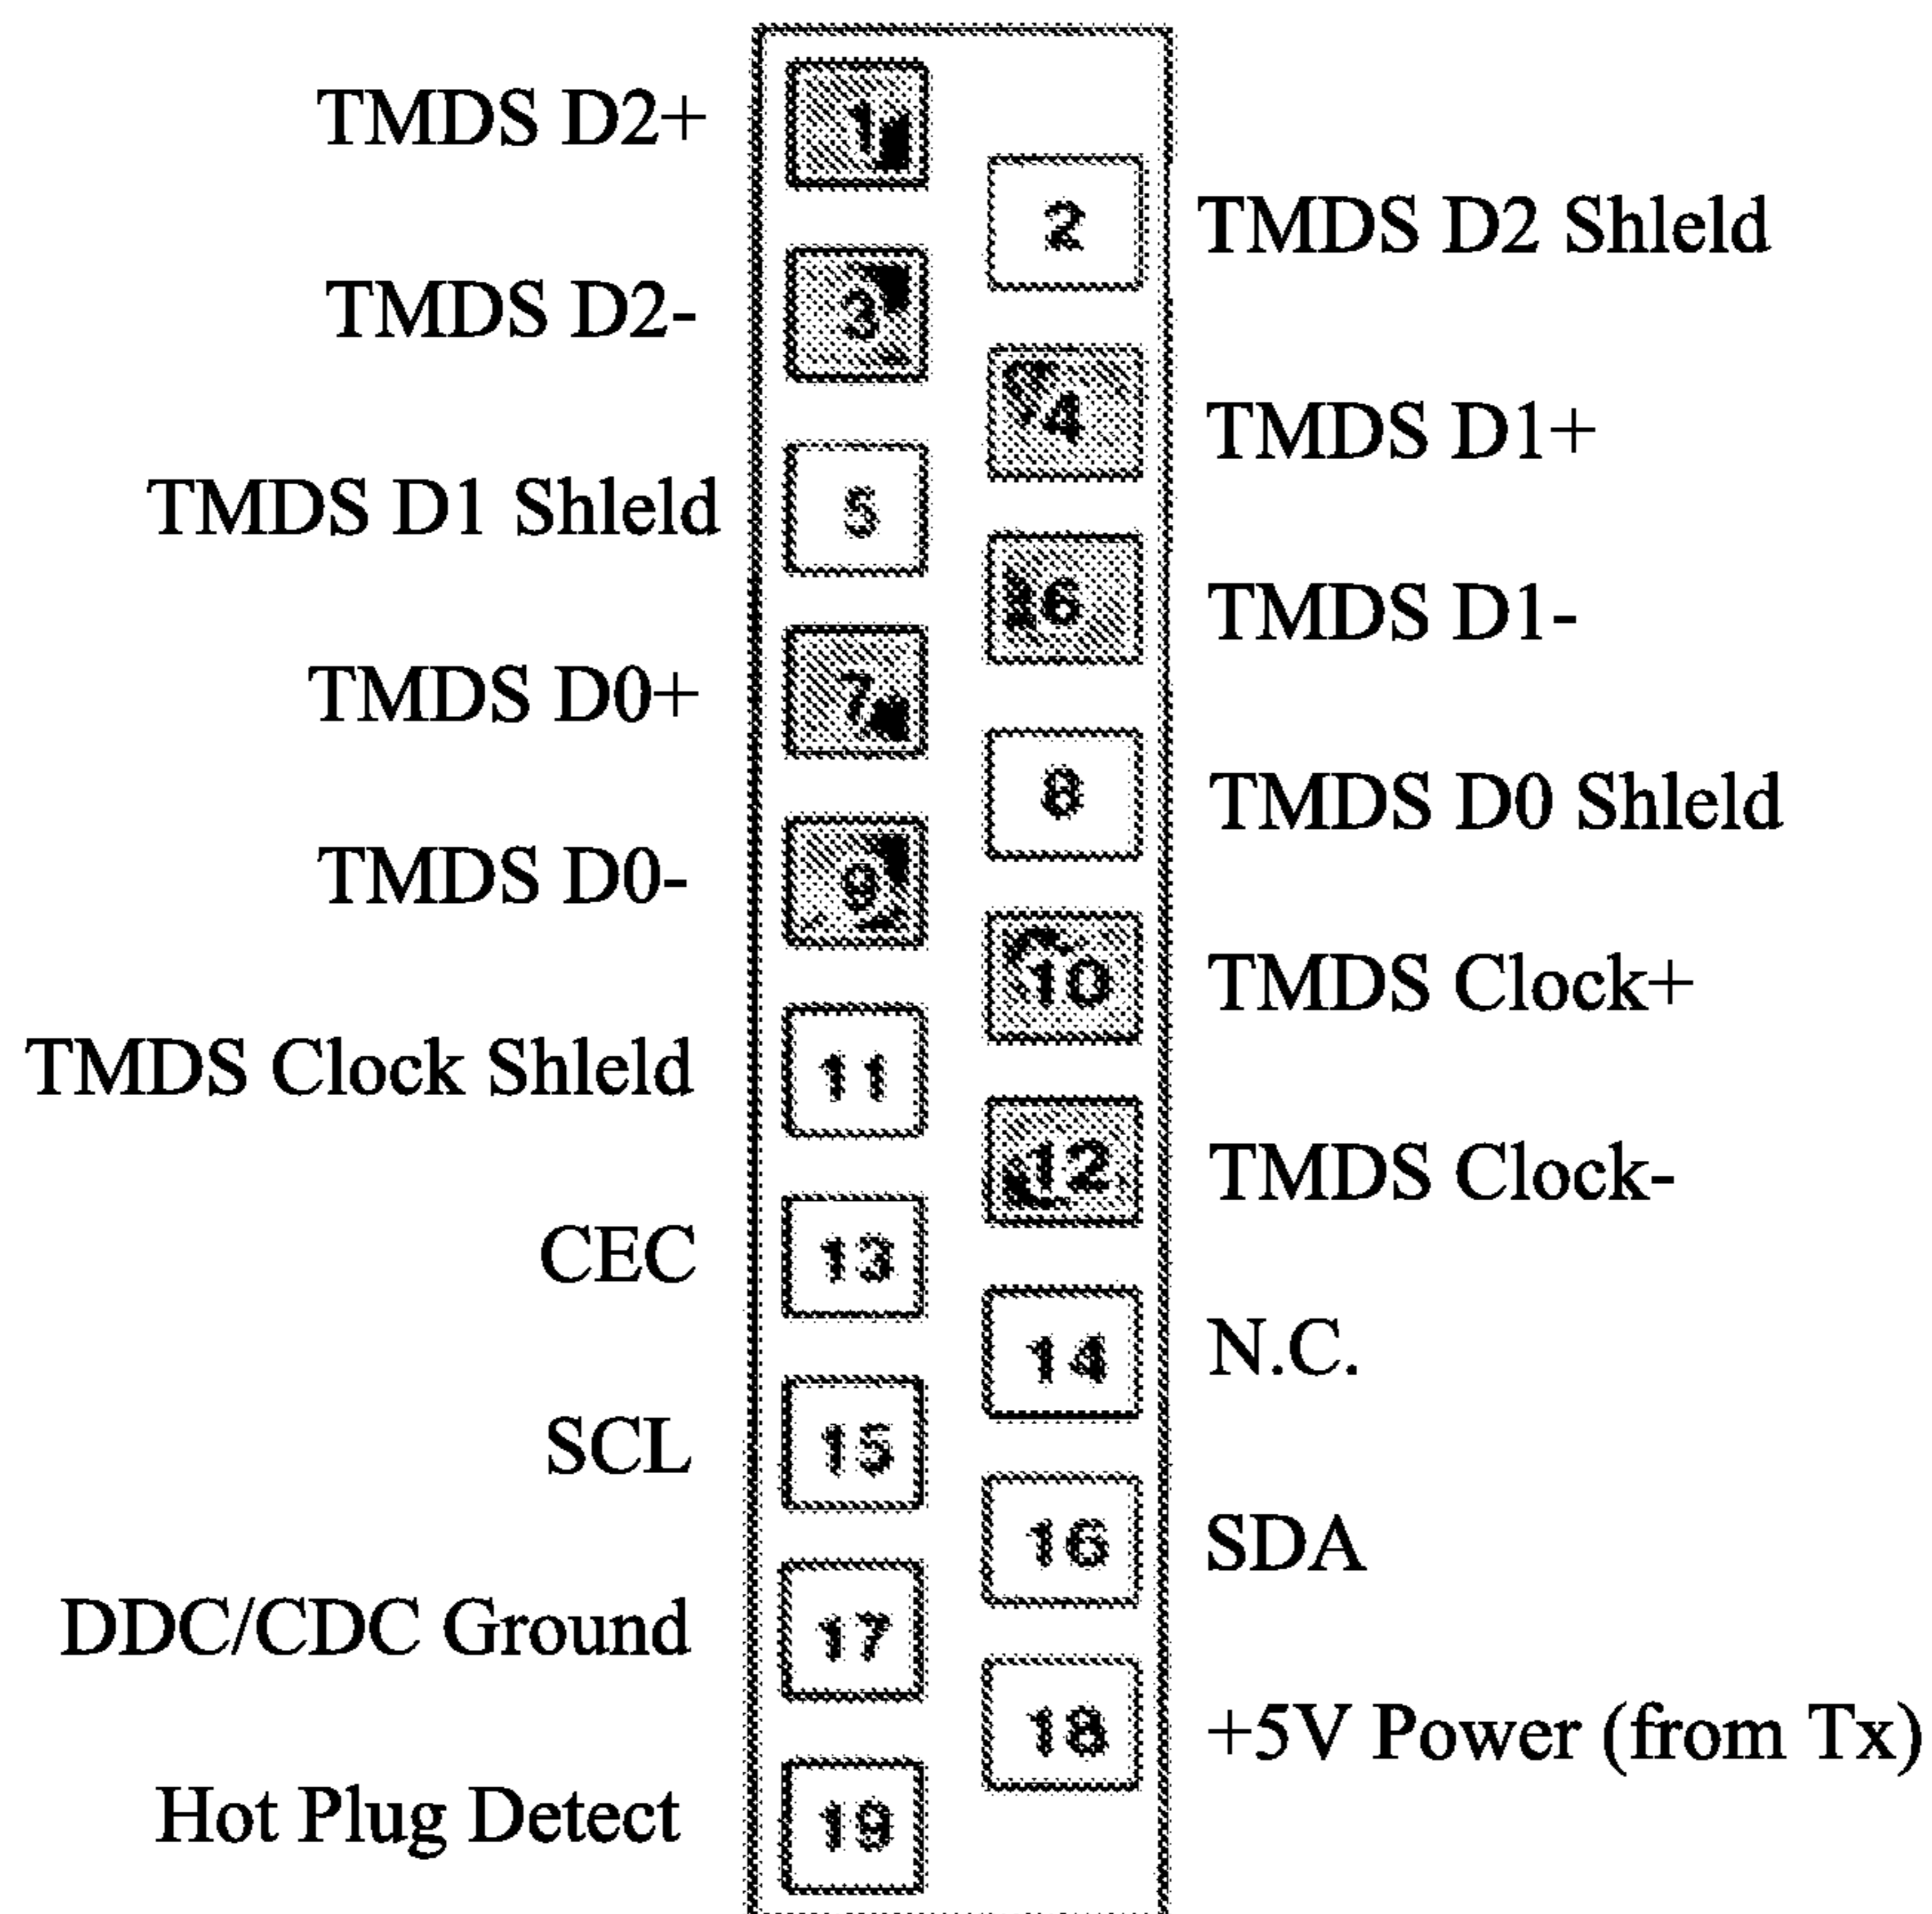 TMDS D2+
1
2
TMDS D2 Shleld
TMDS D2-
3
4
TMDS D1+
TMDS D1 Shleld
5
6
TMDS D1-
TMDS D0+
7
8
TMDS D0 Shleld
TMDS D0-
9
10
TMDS Clock+
TMDS Clock Shleld
11
12
TMDS Clock-
CEC
13
14
N.C.
SCL
15
16
SDA
DDC/CDC Ground
17
18
+5V Power (from Tx)
Hot Plug Detect
19